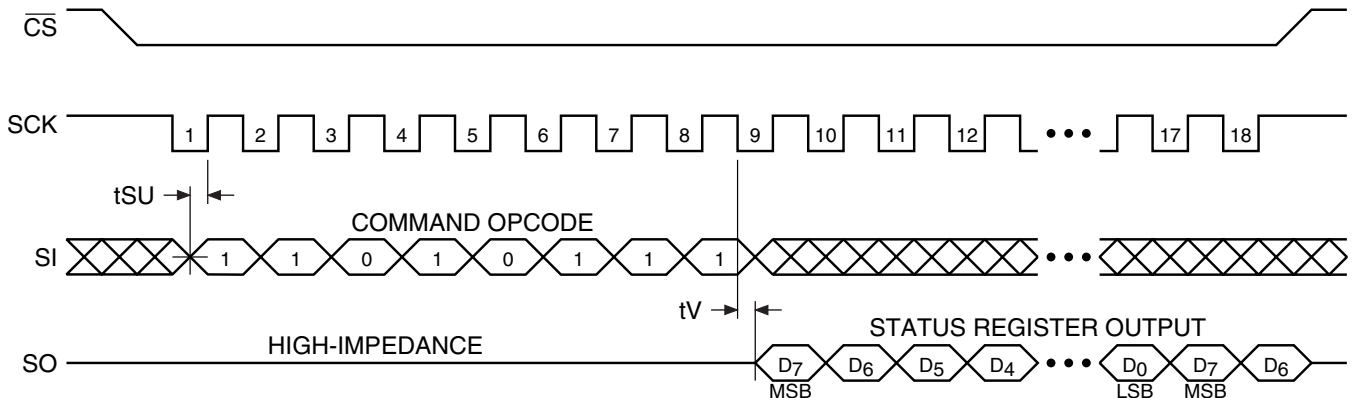 CS
SCK 1 2 3 4 5 6 7 8 9 10 11 12 ••• 17 18
tSU
COMMAND OPCODE
SI 1 1 0 1 0 1 1 1 •••
tV
HIGH-IMPEDANCE
STATUS REGISTER OUTPUT
SO D7 D6 D5 D4 ••• D0 D7 D6
MSB LSB MSB